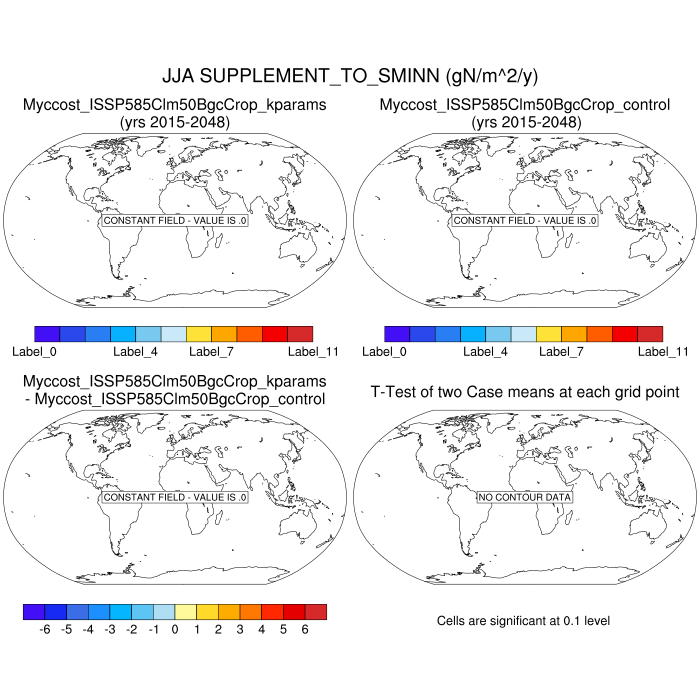 JJA SUPPLEMENT_TO_SMINN (gN/m^2/y)
Myccost_ISSP585Clm50BgcCrop_kparams
(yrs 2015-2048)
Myccost_ISSP585Clm50BgcCrop_control
(yrs 2015-2048)
CONSTANT FIELD - VALUE IS .0
CONSTANT FIELD - VALUE IS .0
Label_0 Label_4 Label_7 Label_11
Label_0 Label_4 Label_7 Label_11
Myccost_ISSP585Clm50BgcCrop_kparams
- Myccost_ISSP585Clm50BgcCrop_control
T-Test of two Case means at each grid point
CONSTANT FIELD - VALUE IS .0
NO CONTOUR DATA
-6 -5 -4 -3 -2 -1 0 1 2 3 4 5 6
Cells are significant at 0.1 level